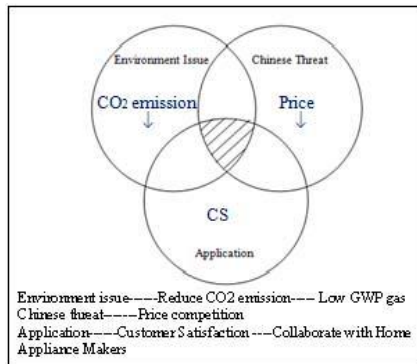 Environment Issue
Chinese Threat
CO2 emission
Price
↓
↓
CS
Application
Environment issue-----Reduce CO2 emission---- Low GWP gas
Chinese threat------Price competition
Application-----Customer Satisfaction ----Collaborate with Home
Appliance Makers